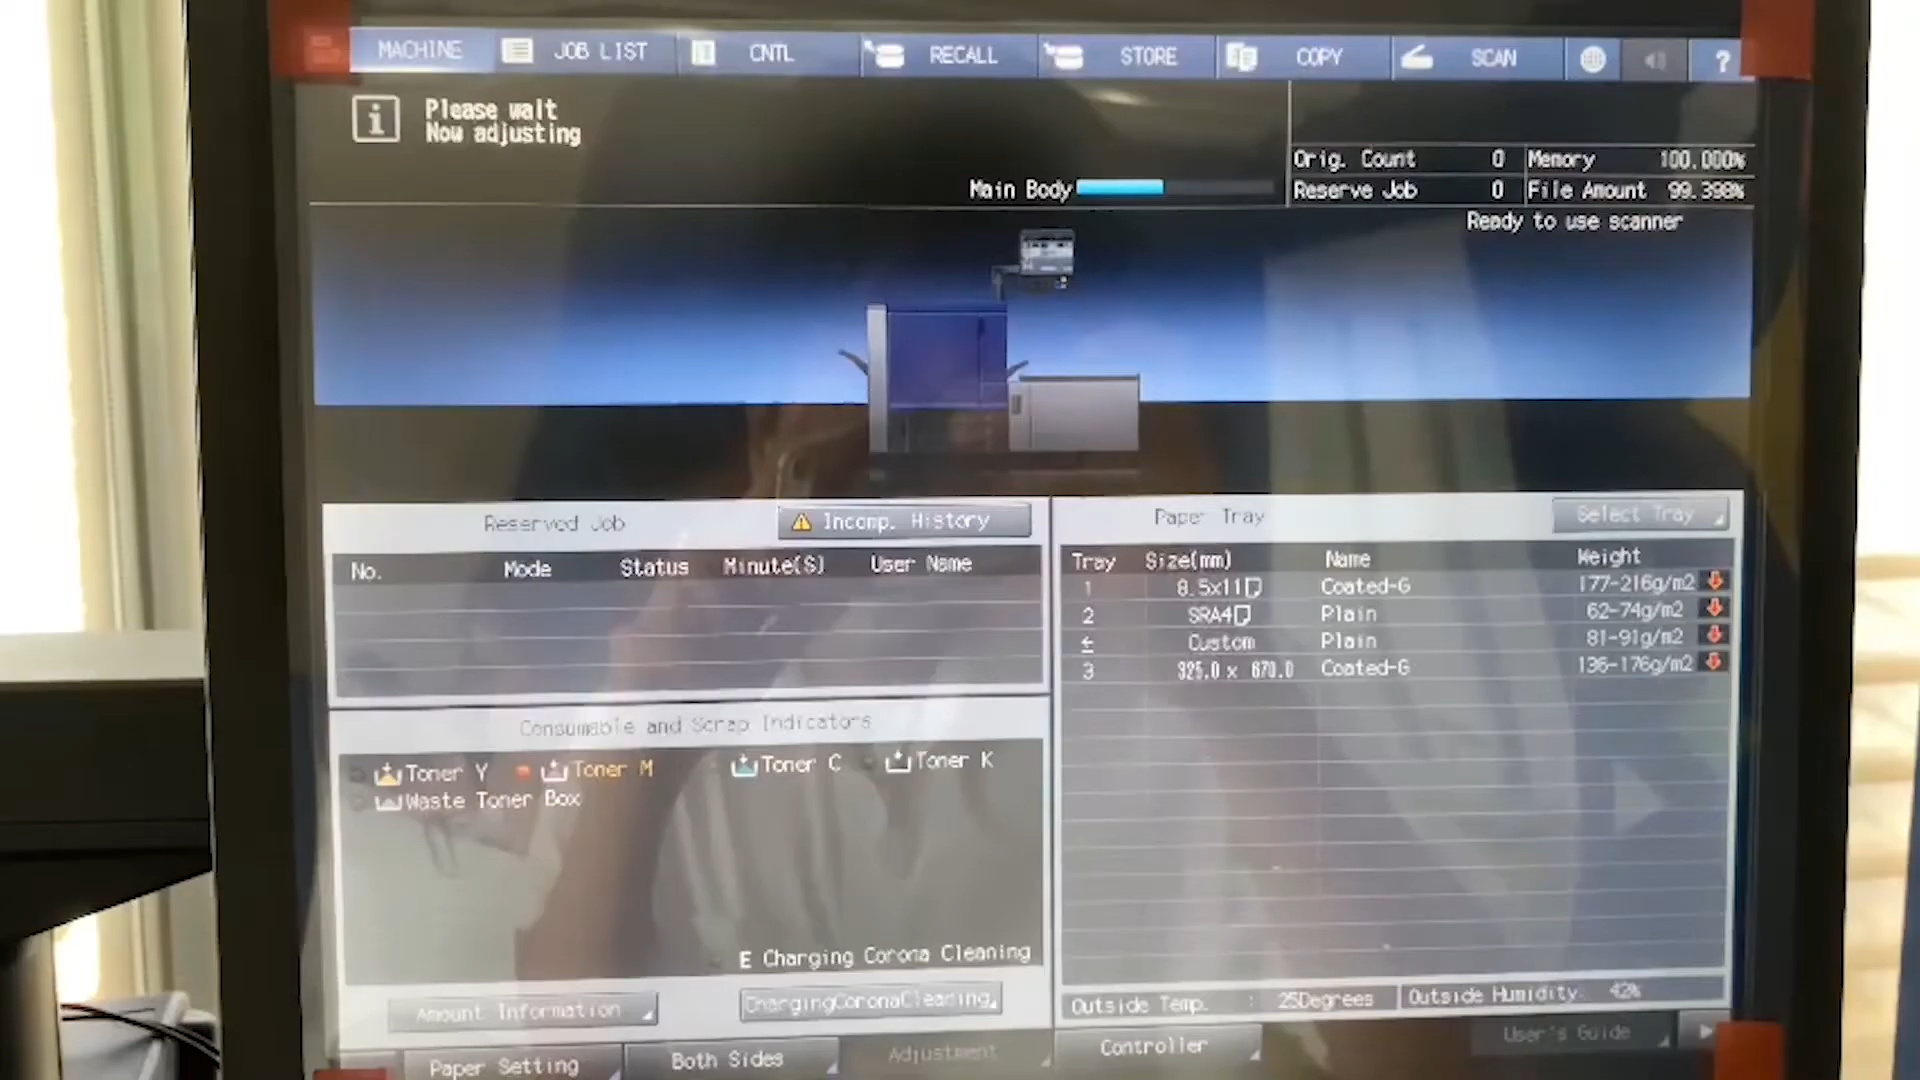 MACHINE JOB LIST CNTL RECALL STORE COPY SCAN ?
Please wait
Now adjusting
Orig. Count 0 Memory 100.000%
Main Body
Reserve Job 0 File Amount 99.398%
Ready to use scanner
Reserved Job Incomp. History
No. Mode Status Minute(S) User Name
Paper Tray Select Tray
Tray Size(mm) Name Weight
1 8.5x11 Coated-G 177-216g/m2
2 SRA4 Plain 62-74g/m2
Custom Plain 81-91g/m2
3 325.0 x 670.0 Coated-G 136-176g/m2
Consumable and Scrap Indicators
Toner Y Toner M Toner C Toner K
Waste Toner Box
E Charging Corona Cleaning
Amount Information ChargingCoronaCleaning
Outside Temp. : 25Degrees Outside Humidity: 42%
Paper Setting Both Sides Adjustment Controller User's Guide